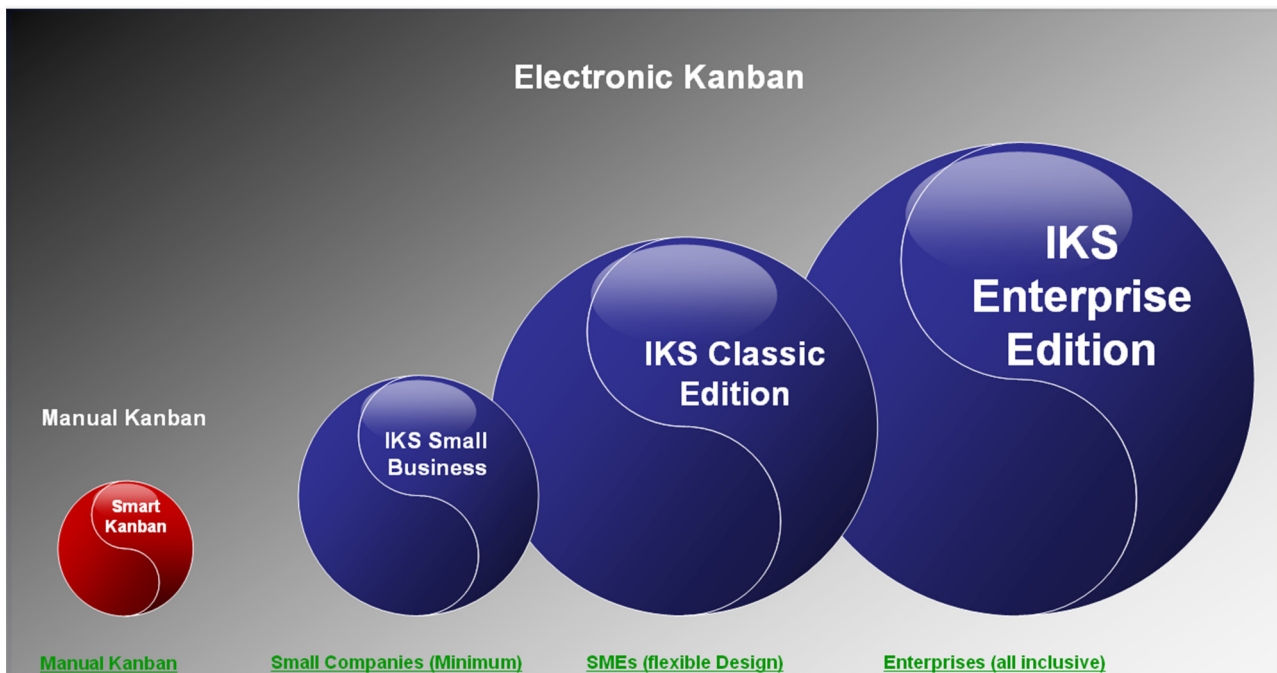 Electronic Kanban
IKS
Enterprise
Edition
IKS Classic
Edition
Manual Kanban
IKS Small
Business
Smart
Kanban
Manual Kanban
Small Companies (Minimum)
SMEs (flexible Design)
Enterprises (all inclusive)